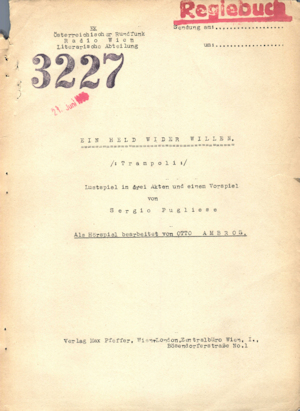 Regiebuch
Österreichischer Rundfunk
Radio Wien
Literarische Abteilung
Sendung am:
um:
3227
EIN HELD WIDER WILLEN.
/:Trampoli:/
Lustspiel in drei Akten und einem Vorspiel
von
Sergio Pugliese
Als Hörspiel bearbeitet von OTTO AMBROS.
Verlag Max Pfeffer, Wien-London, Zentralbüro Wien, I.,
Bösendorferstraße No.1